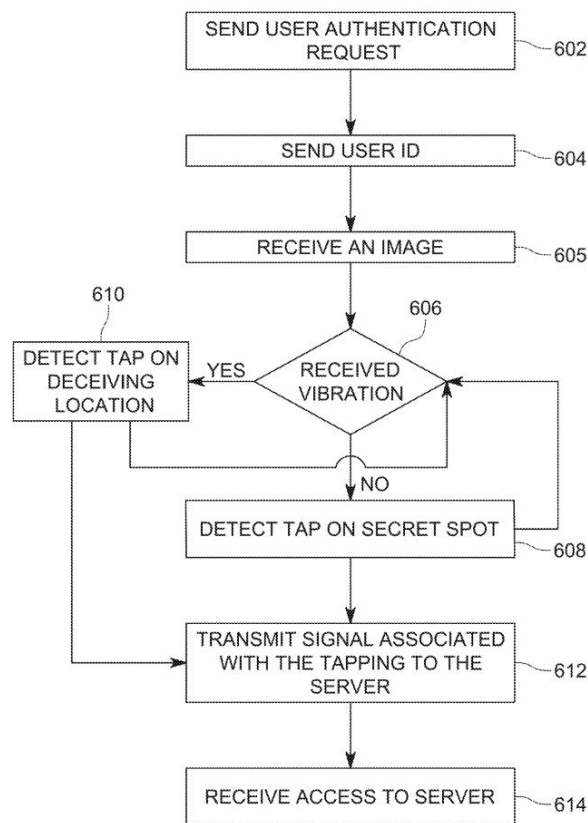 SEND USER AUTHENTICATION
REQUEST
602
SEND USER ID
604
RECEIVE AN IMAGE
605
610
606
DETECT TAP ON
DECEIVING
LOCATION
YES
RECEIVED
VIBRATION
NO
DETECT TAP ON SECRET SPOT
608
TRANSMIT SIGNAL ASSOCIATED
WITH THE TAPPING TO THE
SERVER
612
RECEIVE ACCESS TO SERVER
614